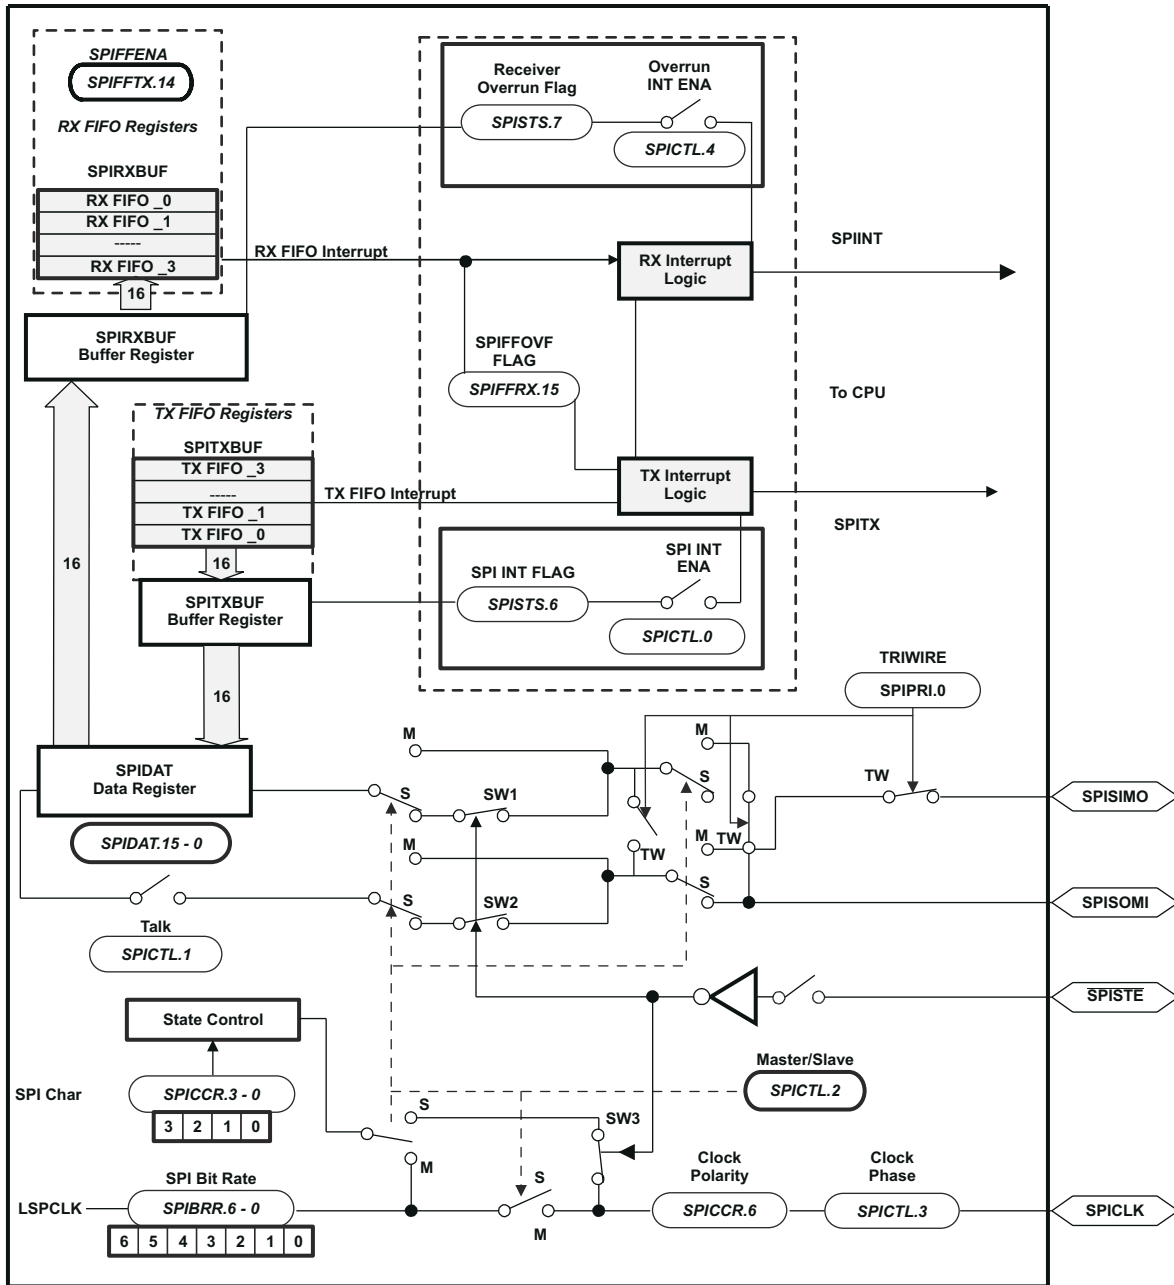 SPIFFENA
SPIFFTX.14
RX FIFO Registers
SPIRXBUF
RX FIFO _0
RX FIFO _1
-----
RX FIFO _3
16
SPIRXBUF
Buffer Register
Receiver
Overrun Flag
SPISTS.7
Overrun
INT ENA
SPICTL.4
RX FIFO Interrupt
RX Interrupt
Logic
SPIINT
SPIFFOVF
FLAG
SPIFFRX.15
To CPU
TX FIFO Registers
SPITXBUF
TX FIFO _3
-----
TX FIFO _1
TX FIFO _0
16
TX FIFO Interrupt
TX Interrupt
Logic
SPITX
16
SPITXBUF
Buffer Register
SPI INT FLAG
SPISTS.6
SPI INT
ENA
SPICTL.0
16
TRIWIRE
SPIPRI.0
SPIDAT
Data Register
SPIDAT.15 - 0
M
S
SW1
M
S
TW
SPISIMO
M
TW
TW
M
S
SW2
S
SPISOMI
Talk
SPICTL.1
SPISTE
State Control
Master/Slave
SPICTL.2
SPI Char
SPICCR.3 - 0
3 2 1 0
S
SW3
M
SPI Bit Rate
LSPCLK
SPIBRR.6 - 0
6 5 4 3 2 1 0
S
M
Clock
Polarity
SPICCR.6
Clock
Phase
SPICTL.3
SPICLK